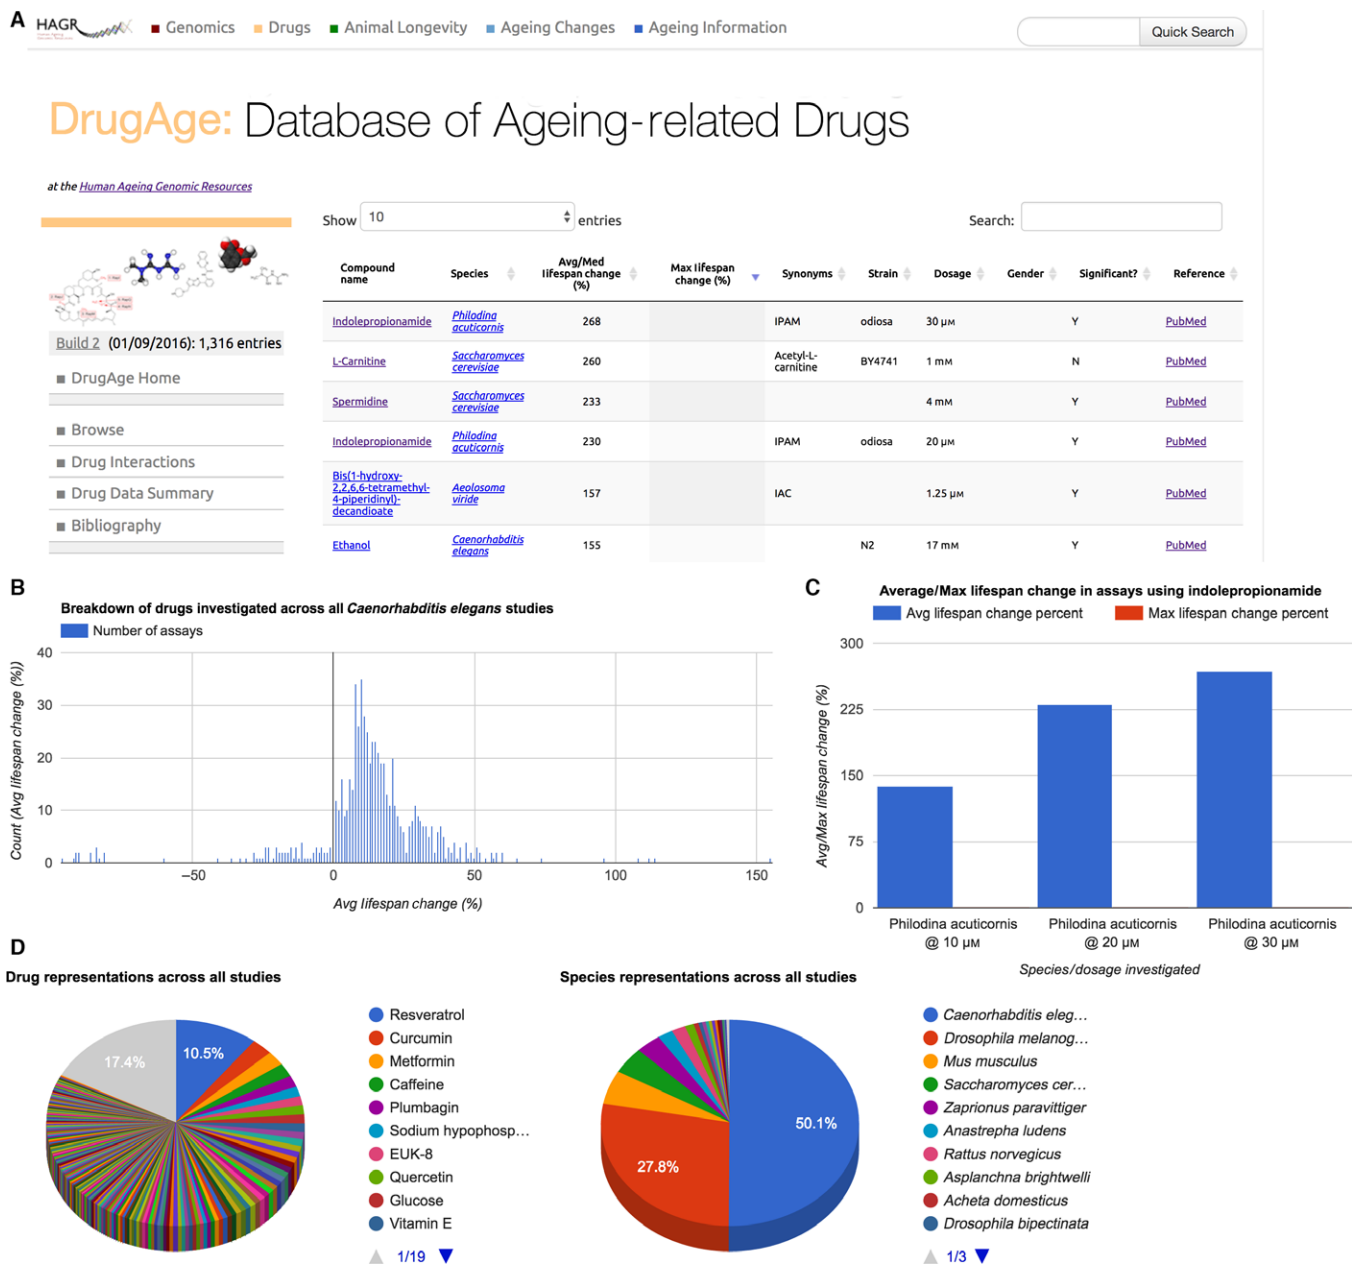 A
HAGR
Genomics
Drugs
Animal Longevity
Ageing Changes
Ageing Information
Quick Search
DrugAge: Database of Ageing-related Drugs
at the Human Ageing Genomic Resources
Show 10 entries
Search:
Build 2 (01/09/2016): 1,316 entries
DrugAge Home
Browse
Drug Interactions
Drug Data Summary
Bibliography
Compound name Species Avg/Med lifespan change (%) Max lifespan change (%) Synonyms Strain Dosage Gender Significant? Reference
Indolepropionamide Philodina acuticornis 268 IPAM odiosa 30 µM Y PubMed
L-Carnitine Saccharomyces cerevisiae 260 Acetyl-L-carnitine BY4741 1 mM N PubMed
Spermidine Saccharomyces cerevisiae 233 4 mM Y PubMed
Indolepropionamide Philodina acuticornis 230 IPAM odiosa 20 µM Y PubMed
Bis(1-hydroxy-2,2,6,6-tetramethyl-4-piperidinyl)-decandioate Aeolosoma viride 157 IAC 1.25 µM Y PubMed
Ethanol Caenorhabditis elegans 155 N2 17 mM Y PubMed
B
Breakdown of drugs investigated across all Caenorhabditis elegans studies
Number of assays
Count (Avg lifespan change (%))
40
30
20
10
0
−50 0 50 100 150
Avg lifespan change (%)
C
Average/Max lifespan change in assays using indolepropionamide
Avg lifespan change percent
Max lifespan change percent
Avg/Max lifespan change (%)
300
225
150
75
0
Philodina acuticornis @ 10 µM
Philodina acuticornis @ 20 µM
Philodina acuticornis @ 30 µM
Species/dosage investigated
D
Drug representations across all studies
17.4%
10.5%
Resveratrol
Curcumin
Metformin
Caffeine
Plumbagin
Sodium hypophosp…
EUK-8
Quercetin
Glucose
Vitamin E
1/19
Species representations across all studies
50.1%
27.8%
Caenorhabditis eleg…
Drosophila melanog…
Mus musculus
Saccharomyces cer…
Zaprionus paravittiger
Anastrepha ludens
Rattus norvegicus
Asplanchna brightwelli
Acheta domesticus
Drosophila bipectinata
1/3